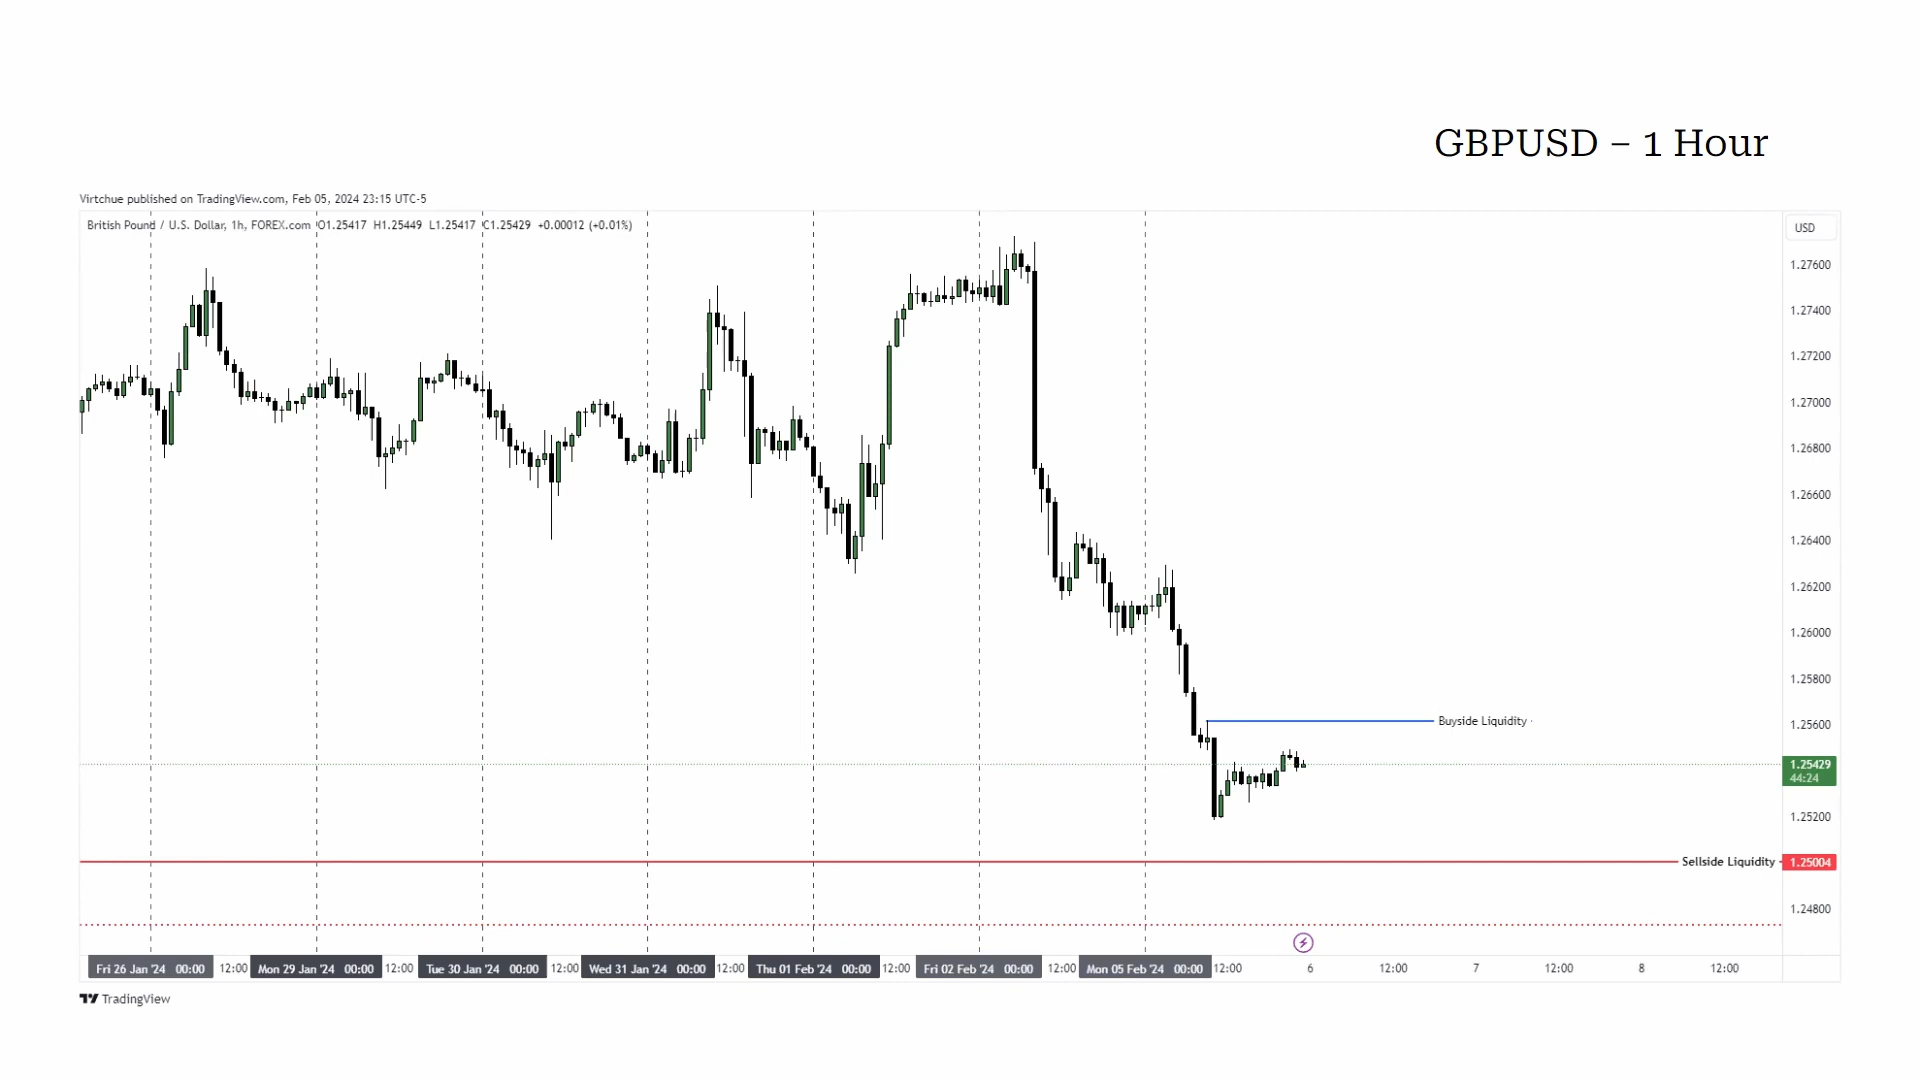 GBPUSD – 1 Hour
Virtchue published on TradingView.com, Feb 05, 2024 23:15 UTC-5
British Pound / U.S. Dollar, 1h, FOREX.com O1.25417 H1.25449 L1.25417 C1.25429 +0.00012 (+0.01%)
USD
1.27600
1.27400
1.27200
1.27000
1.26800
1.26600
1.26400
1.26200
1.26000
1.25800
Buyside Liquidity
1.25600
1.25429
44:24
1.25200
Sellside Liquidity
1.25004
1.24800
Fri 26 Jan '24 00:00 12:00 Mon 29 Jan '24 00:00 12:00 Tue 30 Jan '24 00:00 12:00 Wed 31 Jan '24 00:00 12:00 Thu 01 Feb '24 00:00 12:00 Fri 02 Feb '24 00:00 12:00 Mon 05 Feb '24 00:00 12:00 6 12:00 7 12:00 8 12:00
TradingView